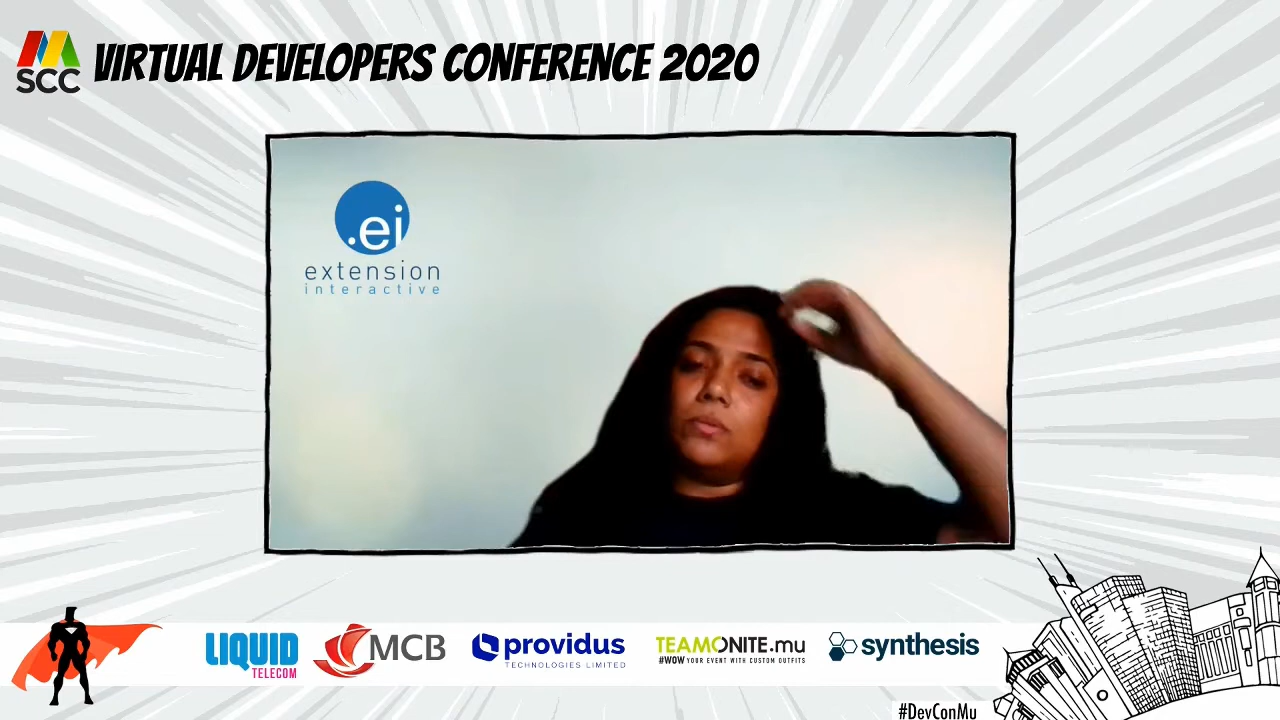 SCC
VIRTUAL DEVELOPERS CONFERENCE 2020
.ei
extension
interactive
LIQUID
TELECOM
MCB
providus
TECHNOLOGIES LIMITED
TEAMONITE.mu
#WOW YOUR EVENT WITH CUSTOM OUTFITS
synthesis
#DevConMu